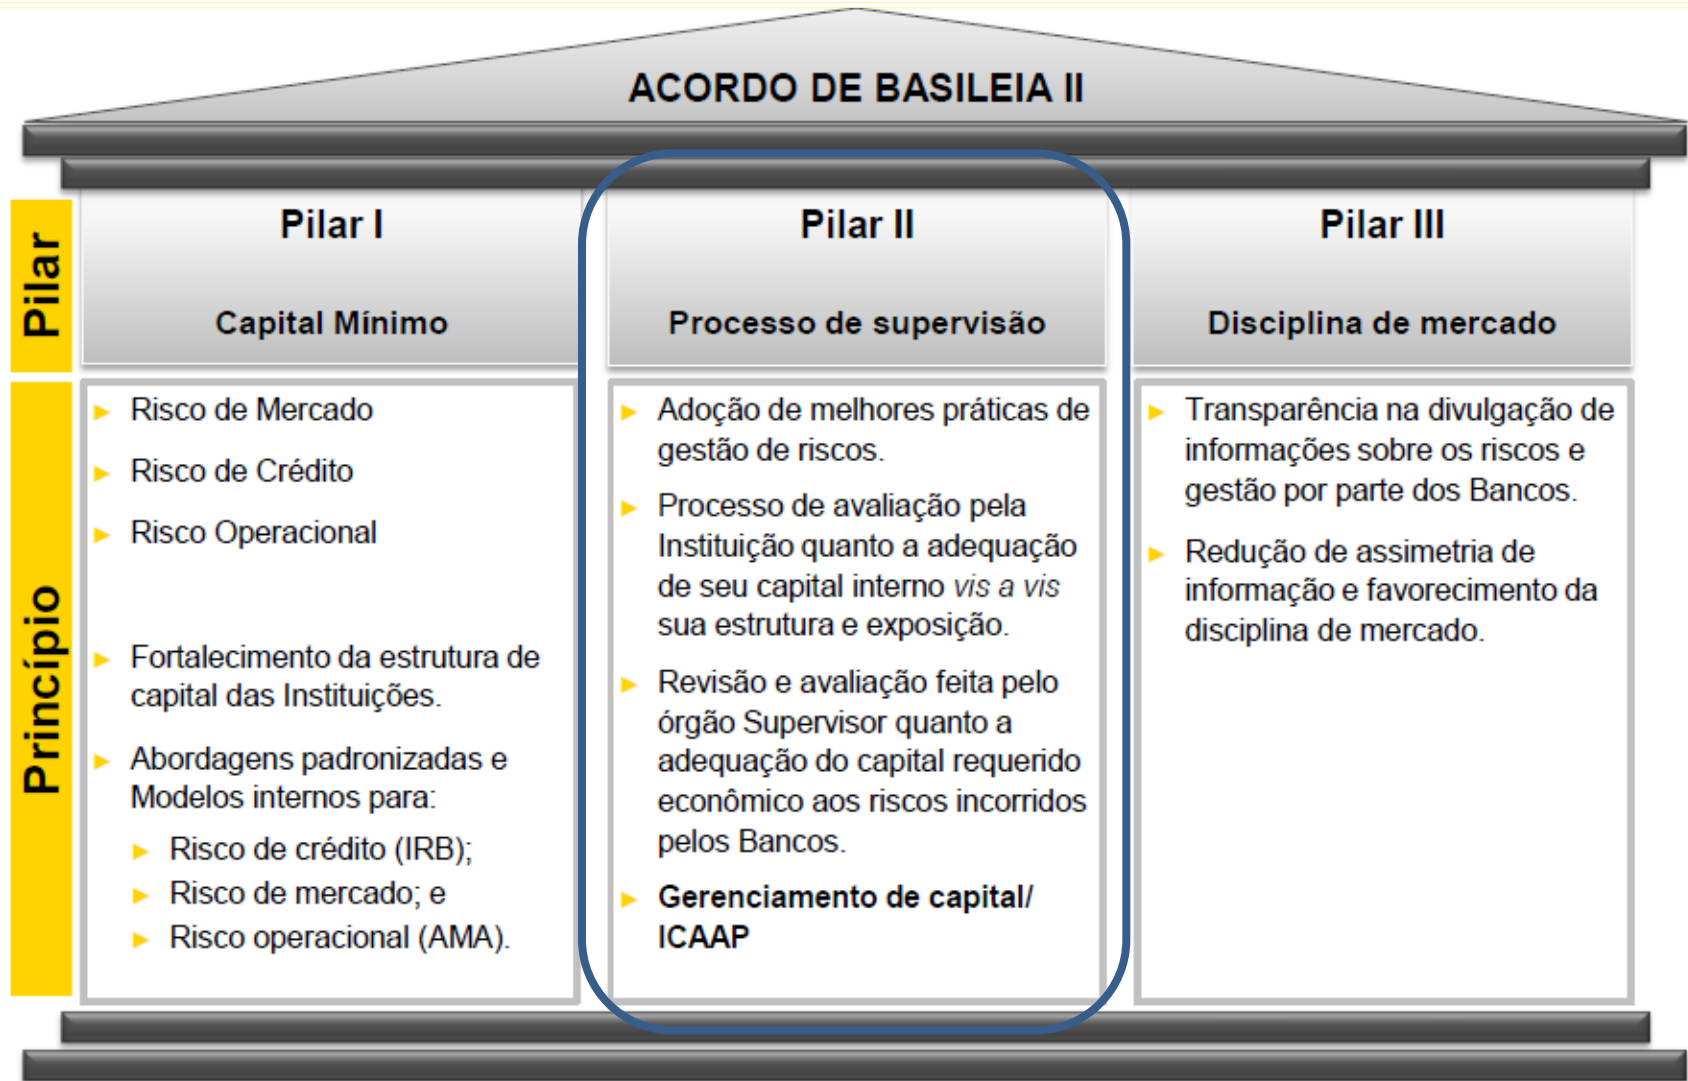 ACORDO DE BASILEIA II
Pilar
Pilar I
Capital Mínimo
Pilar II
Processo de supervisão
Pilar III
Disciplina de mercado
Princípio
Risco de Mercado
Risco de Crédito
Risco Operacional
Fortalecimento da estrutura de
capital das Instituições.
Abordagens padronizadas e
Modelos internos para:
Risco de crédito (IRB);
Risco de mercado; e
Risco operacional (AMA).
Adoção de melhores práticas de
gestão de riscos.
Processo de avaliação pela
Instituição quanto a adequação
de seu capital interno vis a vis
sua estrutura e exposição.
Revisão e avaliação feita pelo
órgão Supervisor quanto a
adequação do capital requerido
econômico aos riscos incorridos
pelos Bancos.
Gerenciamento de capital/
ICAAP
Transparência na divulgação de
informações sobre os riscos e
gestão por parte dos Bancos.
Redução de assimetria de
informação e favorecimento da
disciplina de mercado.